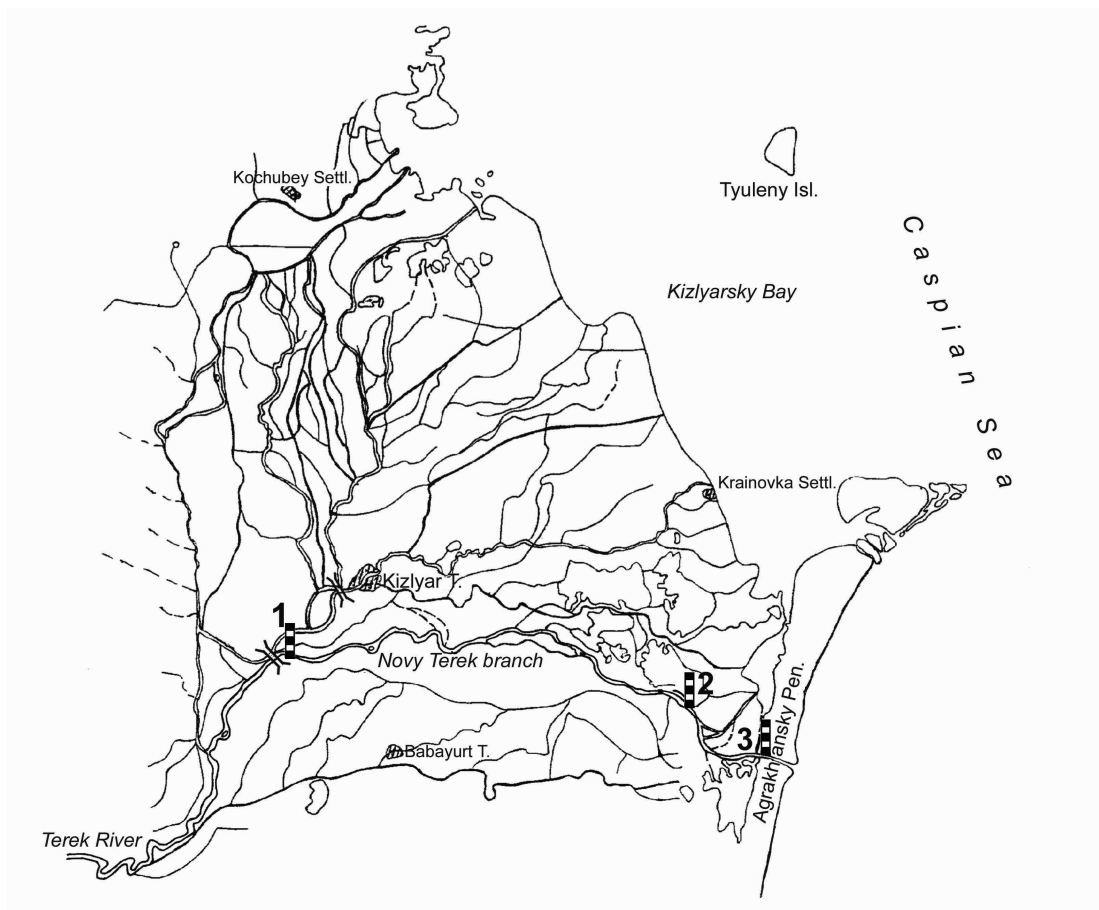 Kochubey Settl.
Tyuleny Isl.
Caspian Sea
Kizlyarsky Bay
Krainovka Settl.
Kizlyar T.
1
Novy Terek branch
2
3
Agrakhansky Pen.
Babayurt T.
Terek River